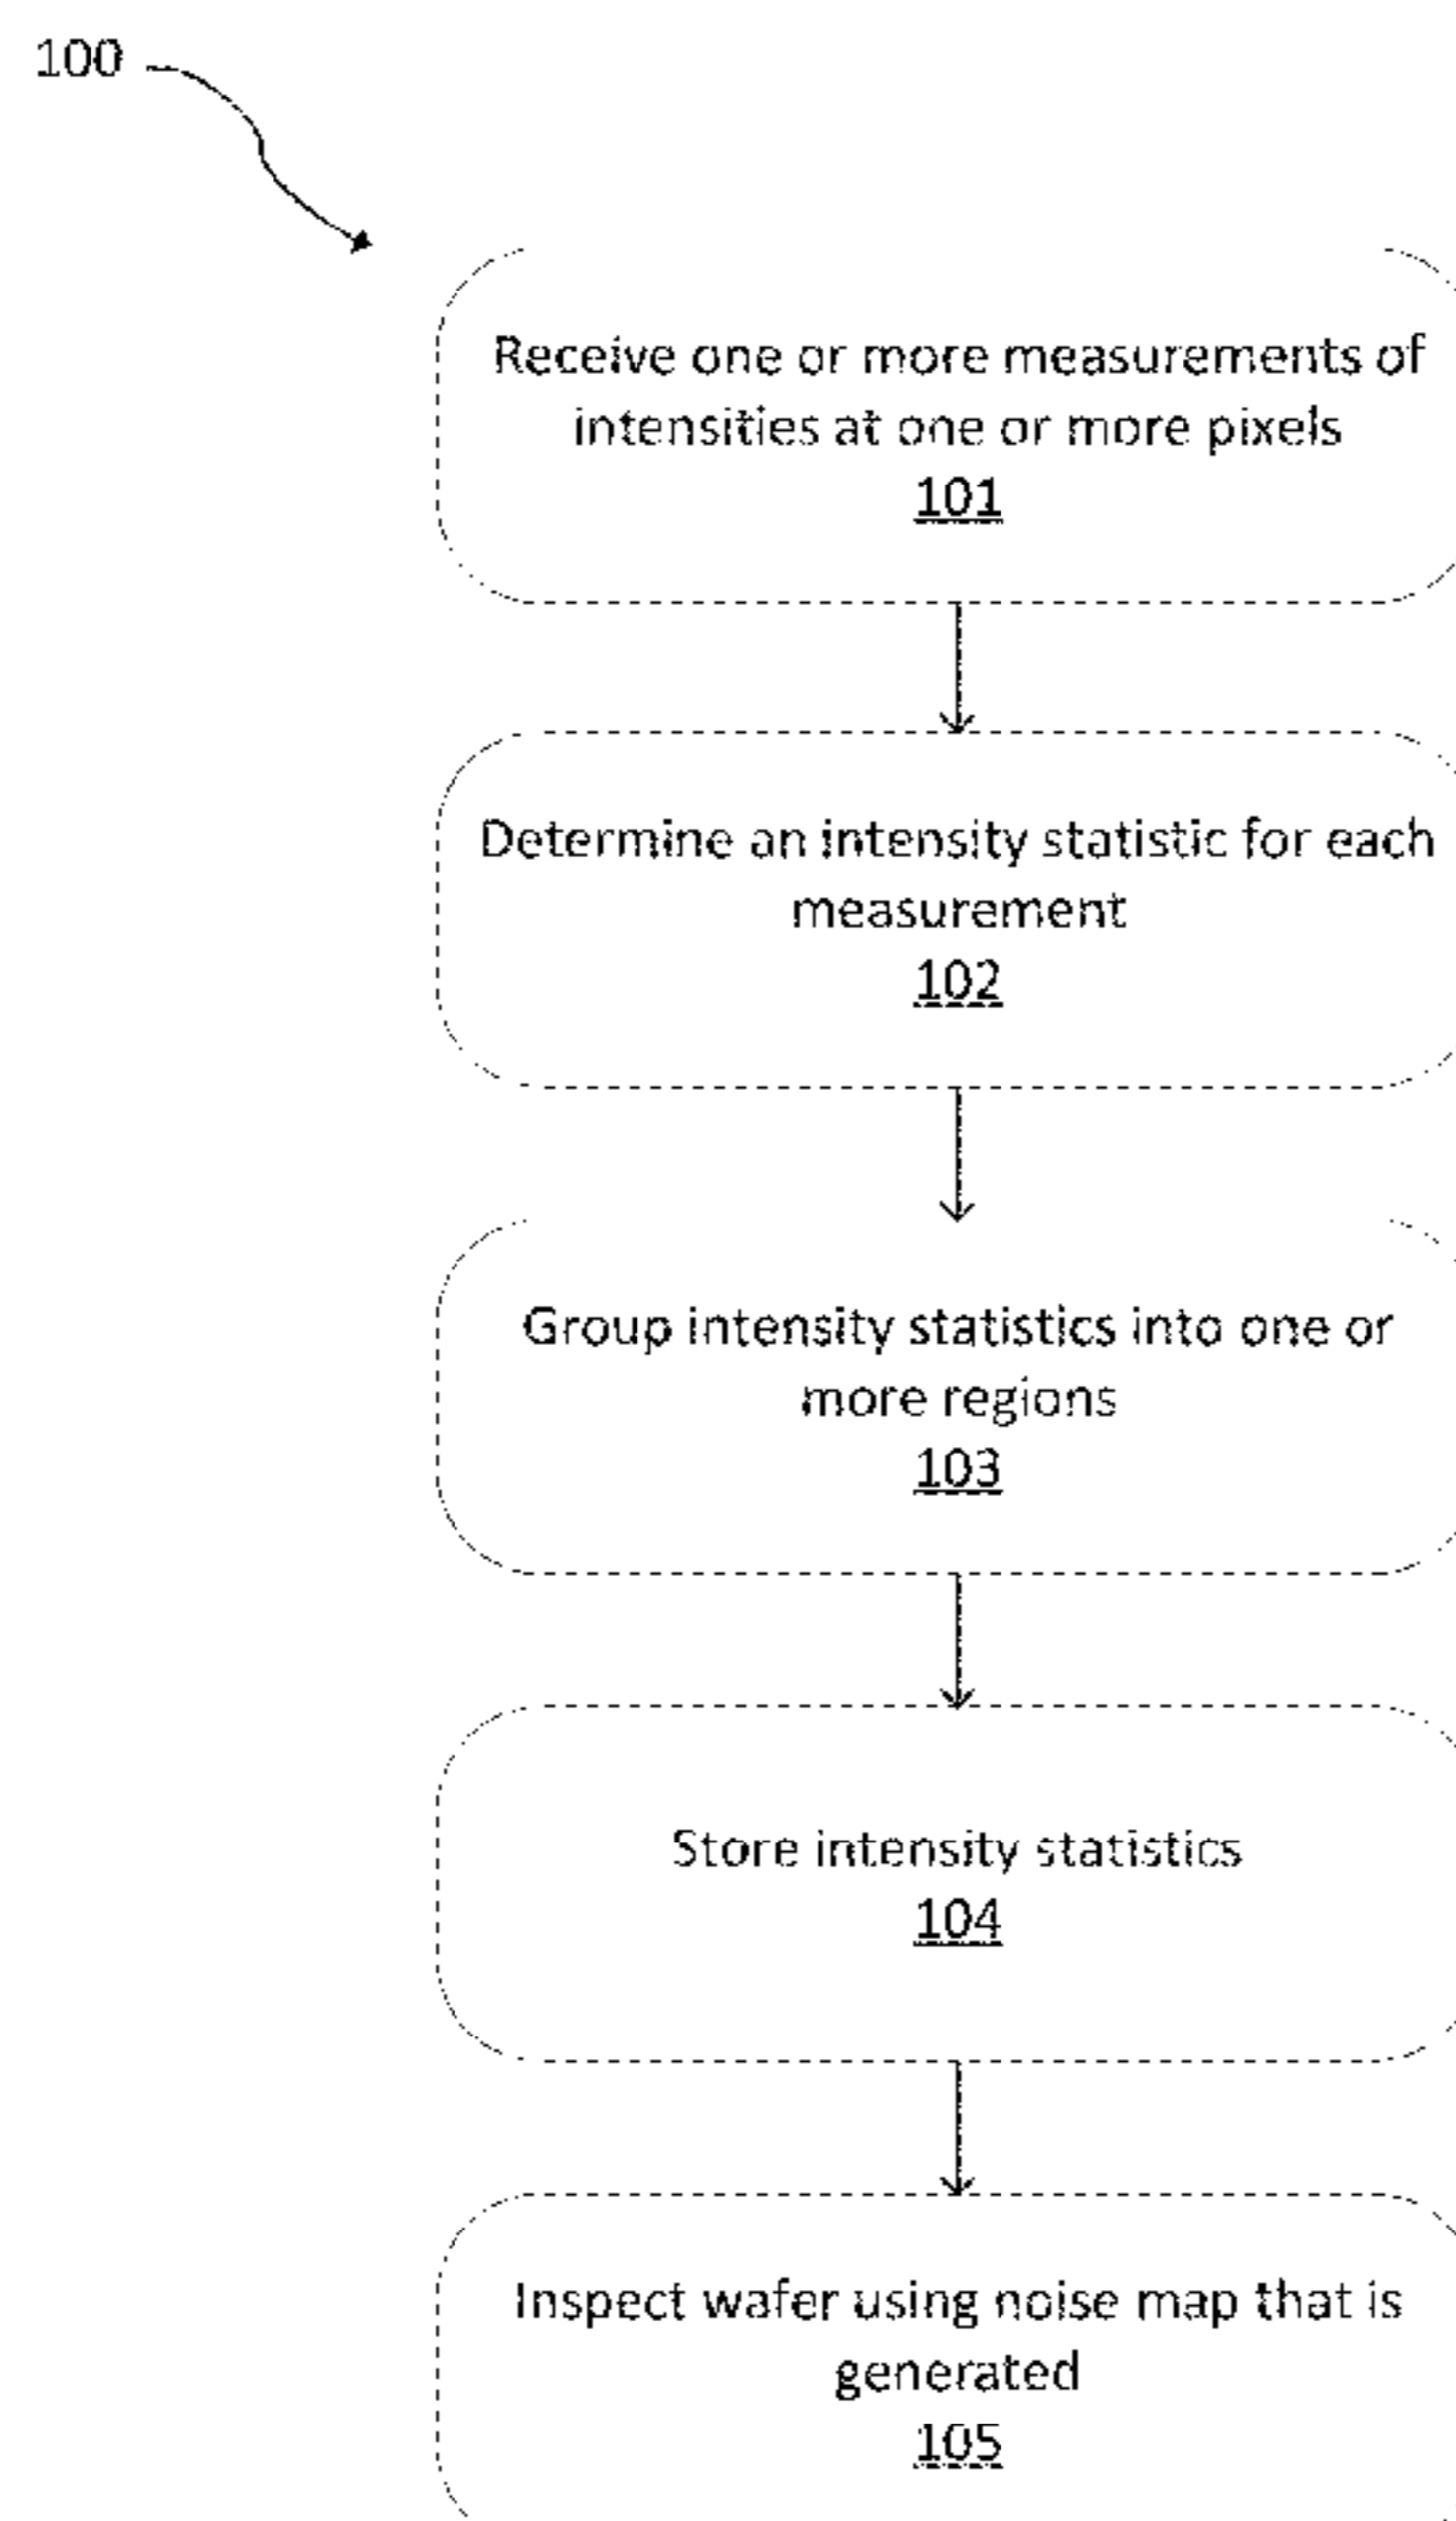 100
Receive one or more measurements of
intensities at one or more pixels
101
Determine an intensity statistic for each
measurement
102
Group intensity statistics into one or
more regions
103
Store intensity statistics
104
Inspect wafer using noise map that is
generated
105